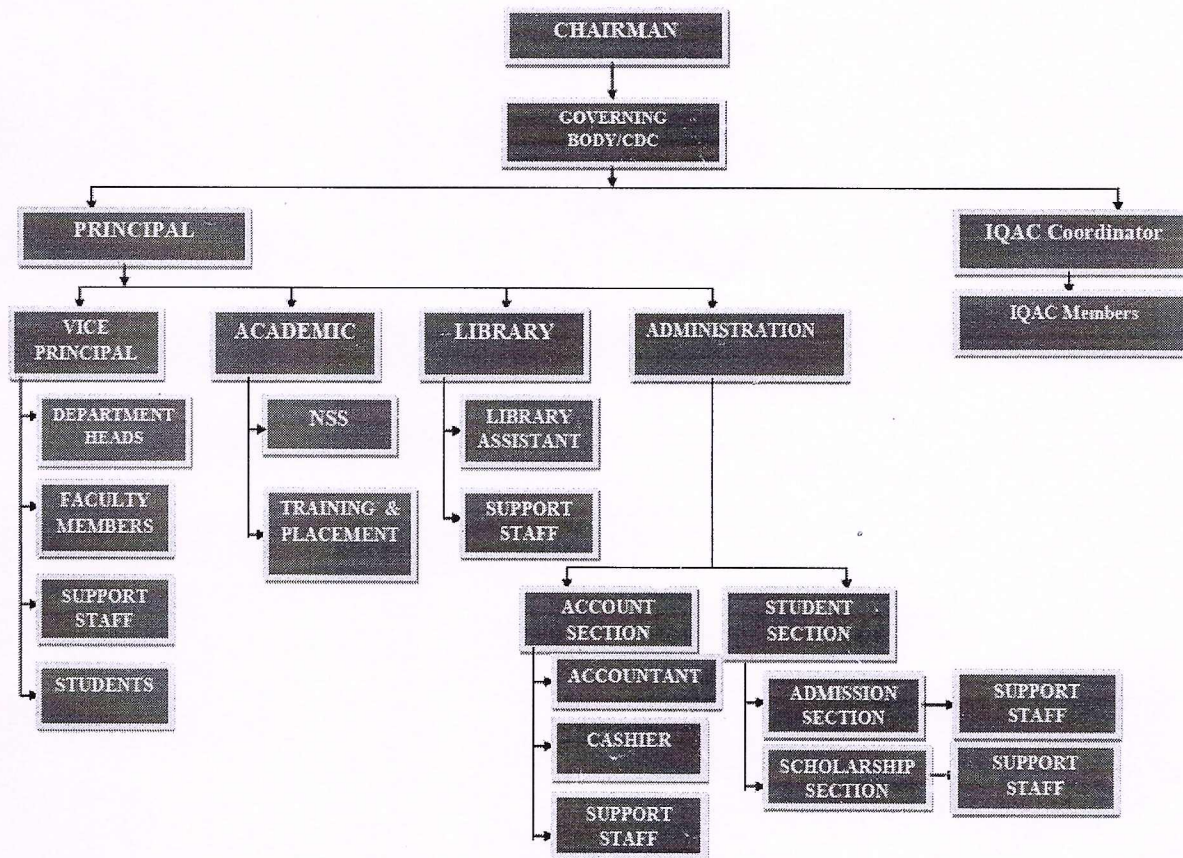 CHAIRMAN
GOVERNING
BODY/CDC
PRINCIPAL
IQAC Coordinator
IQAC Members
VICE
PRINCIPAL
ACADEMIC
LIBRARY
ADMINISTRATION
DEPARTMENT
HEADS
FACULTY
MEMBERS
SUPPORT
STAFF
STUDENTS
NSS
TRAINING &
PLACEMENT
LIBRARY
ASSISTANT
SUPPORT
STAFF
ACCOUNT
SECTION
ACCOUNTANT
CASHIER
SUPPORT
STAFF
STUDENT
SECTION
ADMISSION
SECTION
SUPPORT
STAFF
SCHOLARSHIP
SECTION
SUPPORT
STAFF